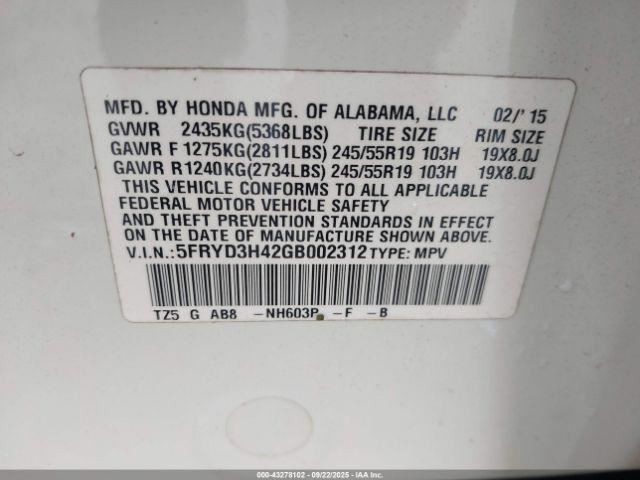 MFD. BY HONDA MFG. OF ALABAMA, LLC 02/'15
GVWR 2435KG(5368LBS) TIRE SIZE RIM SIZE
GAWR F 1275KG(2811LBS) 245/55R19 103H 19X8.0J
GAWR R1240KG(2734LBS) 245/55R19 103H 19X8.0J
THIS VEHICLE CONFORMS TO ALL APPLICABLE
FEDERAL MOTOR VEHICLE SAFETY
AND THEFT PREVENTION STANDARDS IN EFFECT
ON THE DATE OF MANUFACTURE SHOWN ABOVE.
V.I.N.:5FRYD3H42GB002312 TYPE: MPV
TZ5 G AB8 -NH603P -F -B
000-43278102 - 09/22/2025 - IAAI.COM